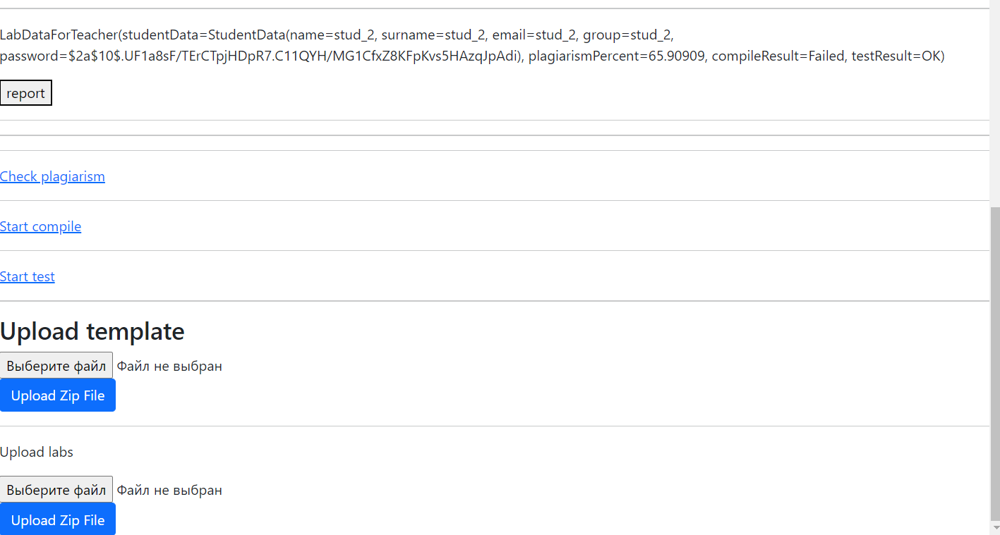 LabDataForTeacher(studentData=StudentData(name=stud_2, surname=stud_2, email=stud_2, group=stud_2,
password=$2a$10$.UF1a8sF/TErCTpjHDpR7.C11QYH/MG1CfxZ8KFpKvs5HAzqJpAdi), plagiarismPercent=65.90909, compileResult=Failed, testResult=OK)
report
Check plagiarism
Start compile
Start test
Upload template
Выберите файл Файл не выбран
Upload Zip File
Upload labs
Выберите файл Файл не выбран
Upload Zip File